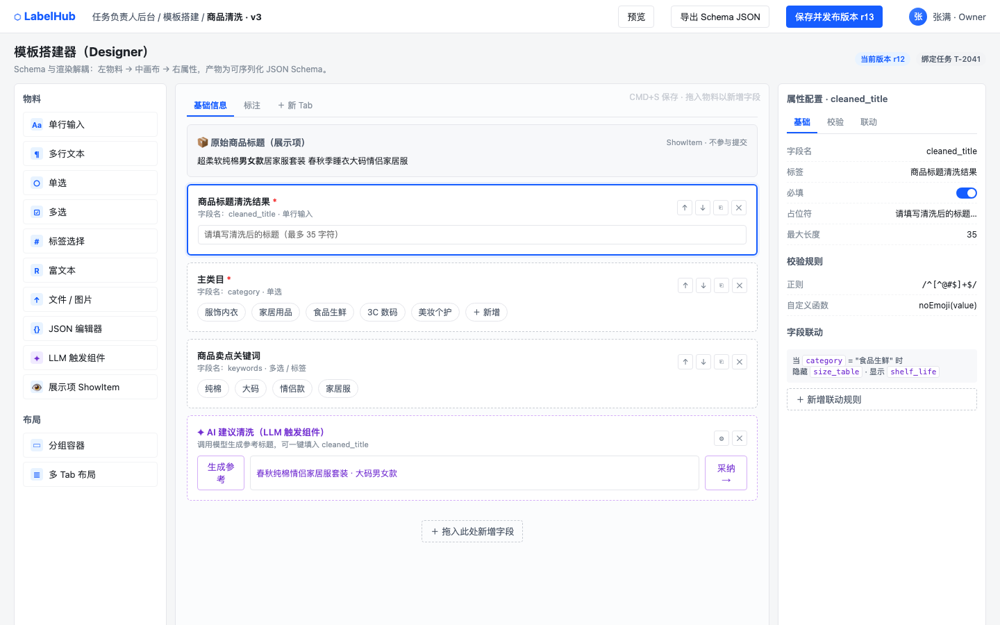 LabelHub
任务负责人后台 / 模板搭建 / 商品清洗 · v3
预览
导出 Schema JSON
保存并发布版本 r13
张
张满 · Owner
模板搭建器（Designer）
Schema 与渲染解耦：左物料 → 中画布 → 右属性，产物为可序列化 JSON Schema。
当前版本 r12
绑定任务 T-2041
物料
Aa 单行输入
¶ 多行文本
单选
多选
# 标签选择
R 富文本
↑ 文件 / 图片
{} JSON 编辑器
✦ LLM 触发组件
👁 展示项 ShowItem
布局
分组容器
多 Tab 布局
基础信息
标注
＋ 新 Tab
CMD+S 保存 · 拖入物料以新增字段
📦 原始商品标题（展示项）
ShowItem · 不参与提交
超柔软纯棉男女款居家服套装 春秋季睡衣大码情侣家居服
商品标题清洗结果 *
字段名：cleaned_title · 单行输入
请填写清洗后的标题（最多 35 字符）
主类目 *
字段名：category · 单选
服饰内衣
家居用品
食品生鲜
3C 数码
美妆个护
＋ 新增
商品卖点关键词
字段名：keywords · 多选 / 标签
纯棉
大码
情侣款
家居服
✦ AI 建议清洗（LLM 触发组件）
调用模型生成参考标题，可一键填入 cleaned_title
生成参
考
春秋纯棉情侣家居服套装 · 大码男女款
采纳
→
＋ 拖入此处新增字段
属性配置 · cleaned_title
基础
校验
联动
字段名
cleaned_title
标签
商品标题清洗结果
必填
占位符
请填写清洗后的标题...
最大长度
35
校验规则
正则
/^[^@#$]+$/
自定义函数
noEmoji(value)
字段联动
当 category = "食品生鲜" 时
隐藏 size_table · 显示 shelf_life
＋ 新增联动规则